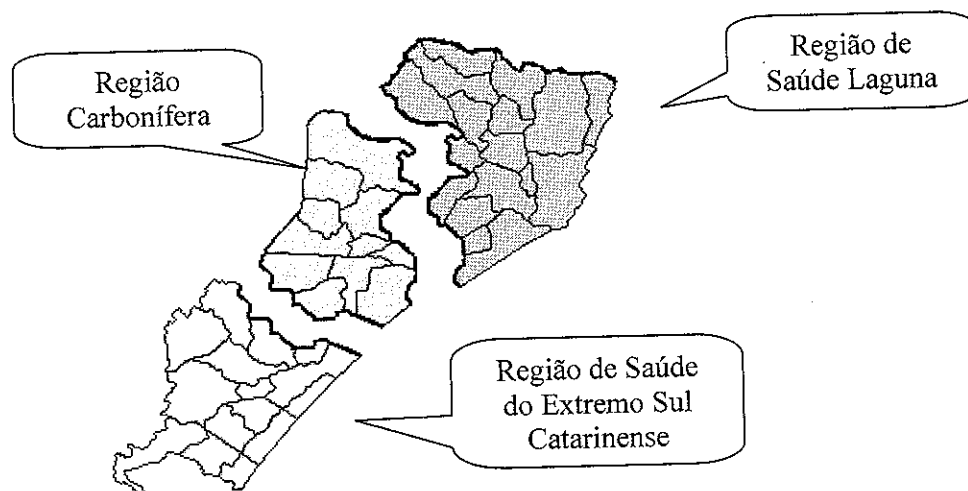 Região
Carbonífera
Região de
Saúde Laguna
Região de Saúde
do Extremo Sul
Catarinense